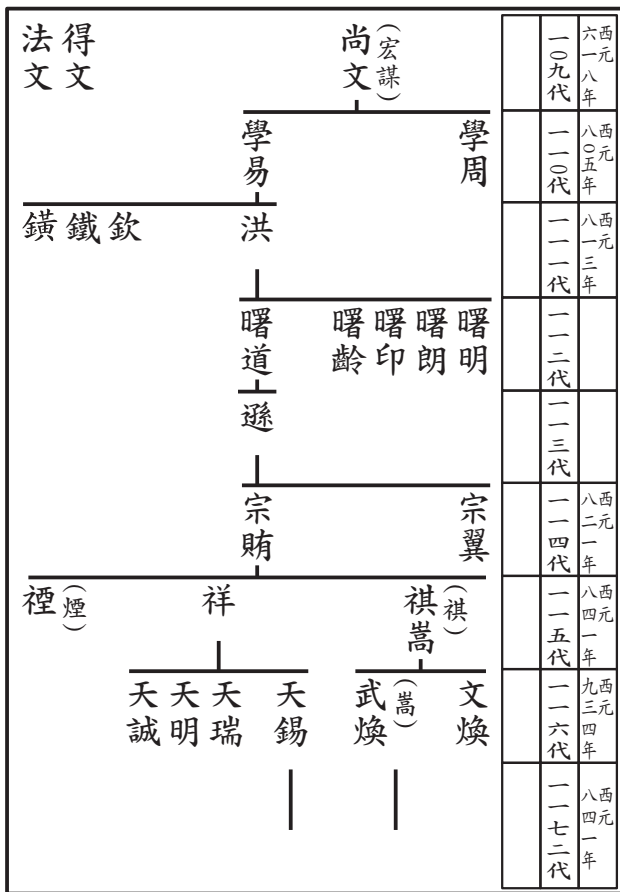 西元六一八年
一〇九代
尚文（宏謀）
得文
法文
西元八〇五年
一一〇代
學周
學易
西元八一三年
一一一代
洪
欽
鐵
鐄
一一二代
曙明
曙朗
曙印
曙齡
曙道
一一三代
遜
西元八二一年
一一四代
宗翼
宗賄
西元八四一年
一一五代
祺嵩（祺）
祥
禋（煙）
西元九三四年
一一六代
文煥
武煥（嵩）
天錫
天瑞
天明
天誠
西元八四一年
一一七二代